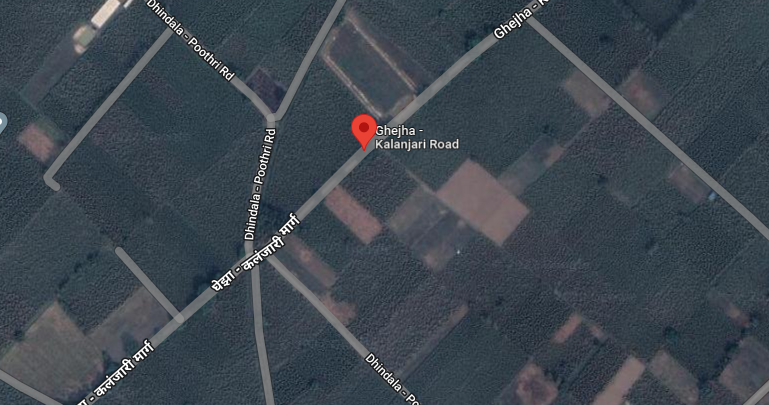 Dhindala - Poothri Rd
Ghejha - K
Ghejha -
Kalanjari Road
Dhindala - Poothri Rd
घेझा - कलंजारी मार्ग
- कलंजारी मार्ग
Dhindala - Po